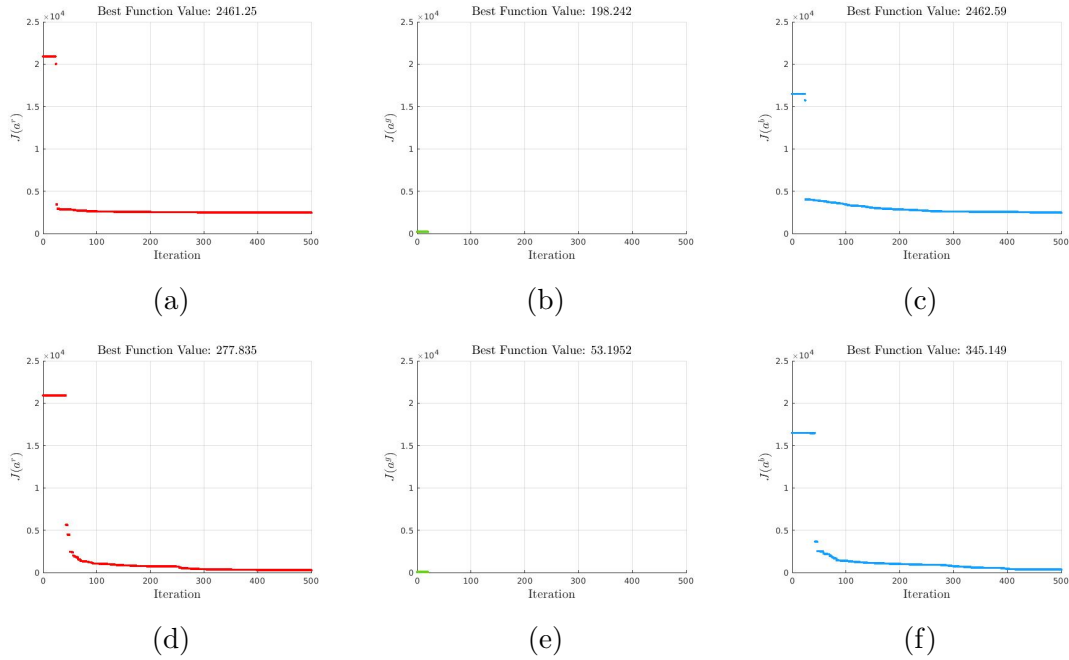 Best Function Value: 2461.25
×10⁴
2.5
2
1.5
1
0.5
0
J(aʳ)
0 100 200 300 400 500
Iteration
(a)
Best Function Value: 198.242
×10⁴
2.5
2
1.5
1
0.5
0
J(aᵍ)
0 100 200 300 400 500
Iteration
(b)
Best Function Value: 2462.59
×10⁴
2.5
2
1.5
1
0.5
0
J(aᵇ)
0 100 200 300 400 500
Iteration
(c)
Best Function Value: 277.835
×10⁴
2.5
2
1.5
1
0.5
0
J(aʳ)
0 100 200 300 400 500
Iteration
(d)
Best Function Value: 53.1952
×10⁴
2.5
2
1.5
1
0.5
0
J(aᵍ)
0 100 200 300 400 500
Iteration
(e)
Best Function Value: 345.149
×10⁴
2.5
2
1.5
1
0.5
0
J(aᵇ)
0 100 200 300 400 500
Iteration
(f)